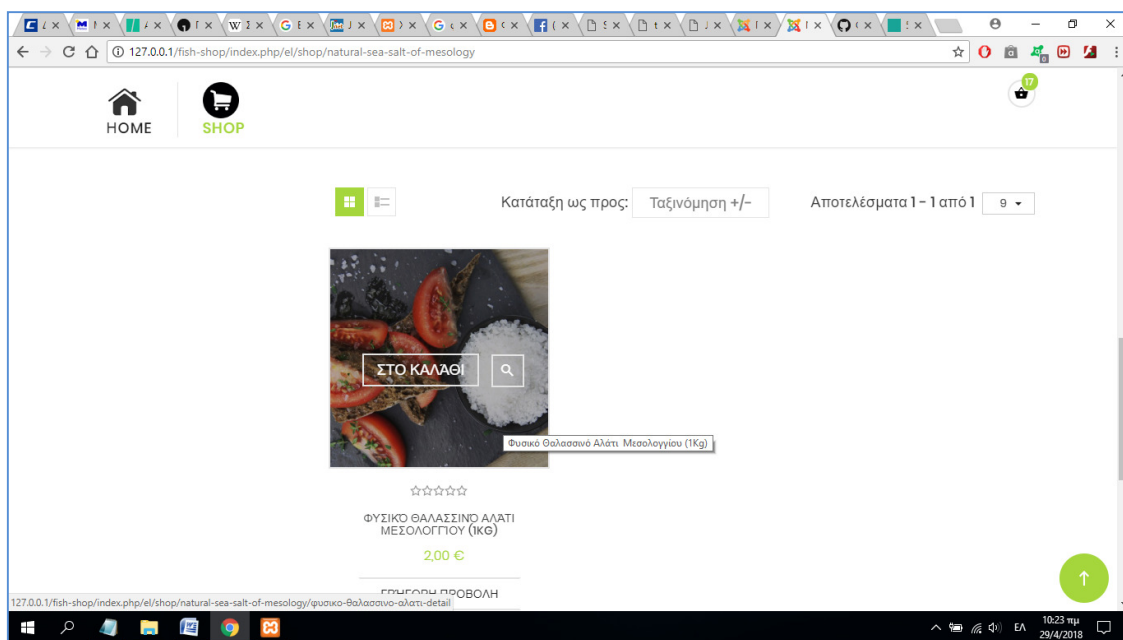 127.0.0.1/fish-shop/index.php/el/shop/natural-sea-salt-of-mesology
17
HOME
SHOP
Κατάταξη ως προς: Ταξινόμηση +/- Αποτελέσματα 1 - 1 από 1 9
ΣΤΟ ΚΑΛΆΘΙ
Φυσικό Θαλασσινό Αλάτι Μεσολογγίου (1Kg)
ΦΥΣΙΚΌ ΘΑΛΑΣΣΙΝΌ ΑΛΆΤΙ
ΜΕΣΟΛΟΓΓΊΟΥ (1KG)
2,00 €
ΓΡΉΓΟΡΗ ΠΡΟΒΟΛΗ
127.0.0.1/fish-shop/index.php/el/shop/natural-sea-salt-of-mesology/φυσικο-θαλασσινο-αλατι-detail
ΕΛ
10:23 πμ
29/4/2018